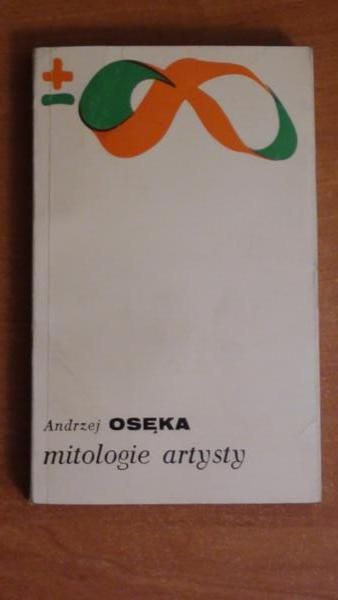 ±∞
Andrzej OSĘKA
mitologie artysty